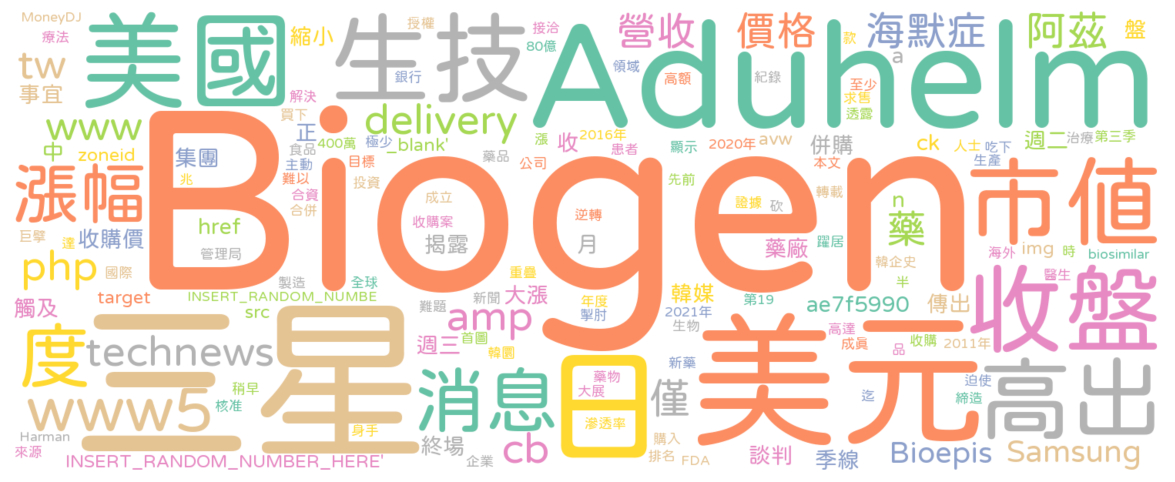 MoneyDJ
療法
tw
事宜
美國
縮小
生技
授權
銀行
接洽
80億
Aduhelm
營收
領域
高額
價格
紀錄
海默症
a
款
至少
求售
透露
阿茲
盤
www
中
zoneid
解決
買下
正
食品
400萬
極少
delivery
_blank'
藥品
漲
收
2016年
患者
顯示
2020年
avw
併購
本文
ck
人士
吃下
生產
週二
治療
第三季
集團
兆
主動
難以
合資
合併
目標
投資
公司
先前
Biogen
成立
收購案
揭露
逆轉
月
證據
砍
轉載
躍居
藥廠
n
藥
市值
漲幅
巨擘
達
收購價
href
管理局
韓企史
海外
img
時
biosimilar
php
國際
target
觸及
製造
全球
INSERT_RANDOM_NUMBE
src
難題
新聞
重疊
大漲
年度
掣肘
韓媒
2021年
生物
第19
ae7f5990
半
傳出
醫生
收盤
amp
首圖
韓圜
週三
高達
成真
品
收購
2011年
度
technews
三星
www5
稍早
核准
身手
消息
日
藥物
大展
滲透率
新藥
僅
美元
迄
迫使
締造
高出
Harman
來源
INSERT_RANDOM_NUMBER_HERE'
終場
企業
cb
購入
排名
FDA
談判
季線
Bioepis
Samsung